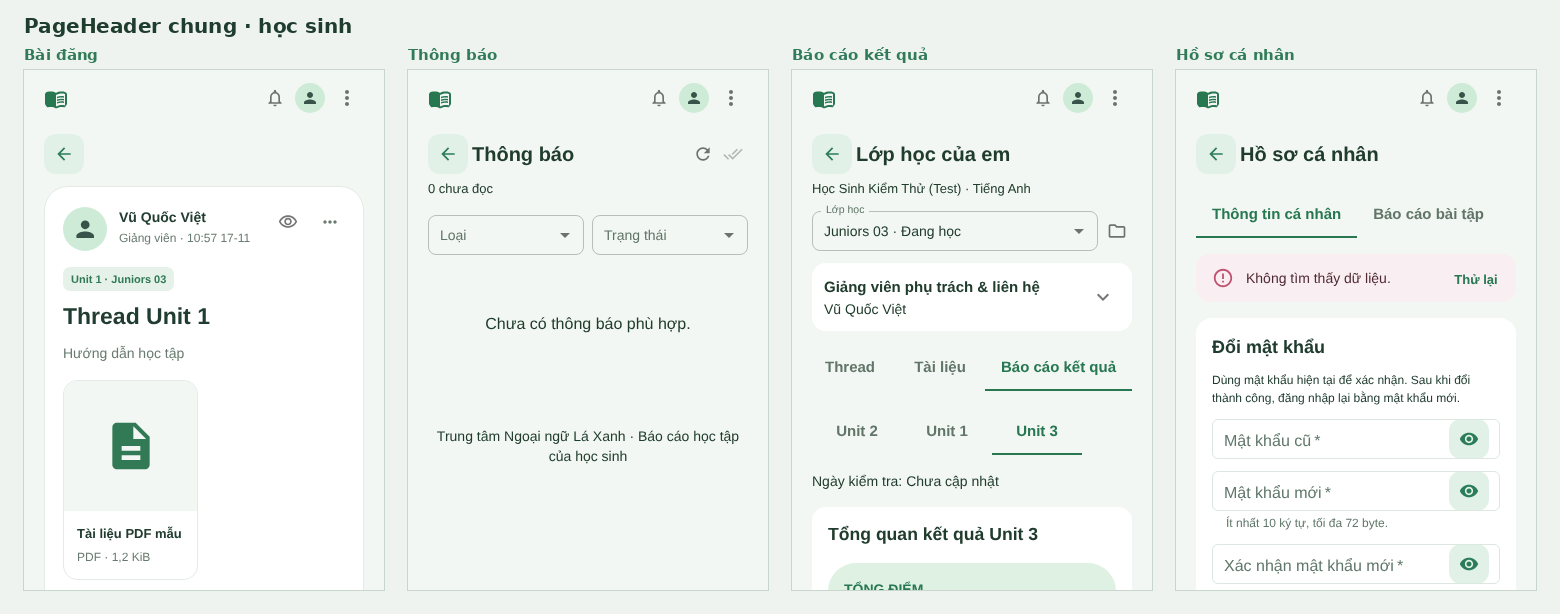 PageHeader chung · học sinh
Bài đăng
Vũ Quốc Việt
Giảng viên · 10:57 17-11
Unit 1 · Juniors 03
Thread Unit 1
Hướng dẫn học tập
Tài liệu PDF mẫu
PDF · 1,2 KiB
Thông báo
Thông báo
0 chưa đọc
Loại
Trạng thái
Chưa có thông báo phù hợp.
Trung tâm Ngoại ngữ Lá Xanh · Báo cáo học tập
của học sinh
Báo cáo kết quả
Lớp học của em
Học Sinh Kiểm Thử (Test) · Tiếng Anh
Lớp học
Juniors 03 · Đang học
Giảng viên phụ trách & liên hệ
Vũ Quốc Việt
Thread Tài liệu Báo cáo kết quả
Unit 2 Unit 1 Unit 3
Ngày kiểm tra: Chưa cập nhật
Tổng quan kết quả Unit 3
TỔNG ĐIỂM
Hồ sơ cá nhân
Hồ sơ cá nhân
Thông tin cá nhân Báo cáo bài tập
Không tìm thấy dữ liệu. Thử lại
Đổi mật khẩu
Dùng mật khẩu hiện tại để xác nhận. Sau khi đổi
thành công, đăng nhập lại bằng mật khẩu mới.
Mật khẩu cũ *
Mật khẩu mới *
Ít nhất 10 ký tự, tối đa 72 byte.
Xác nhận mật khẩu mới *